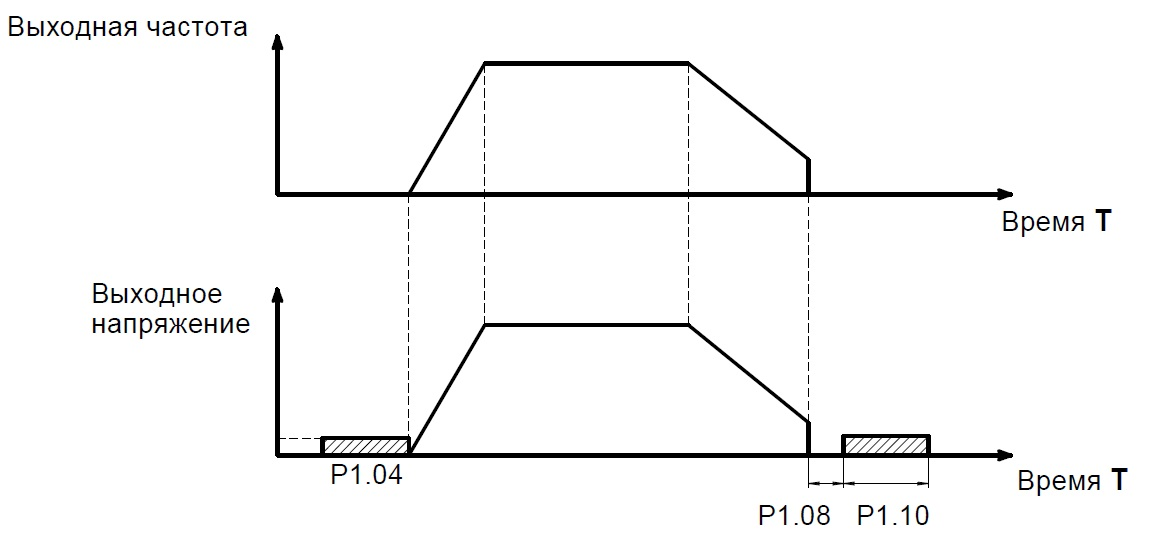 Выходная частота
Время T
Выходное
напряжение
P1.04
Время T
P1.08
P1.10